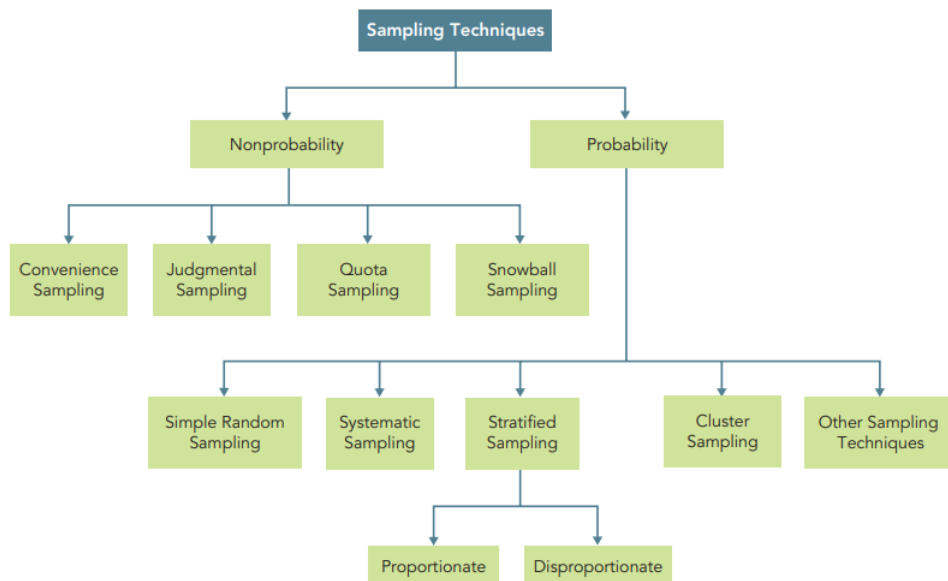 Sampling Techniques
Nonprobability
Probability
Convenience
Sampling
Judgmental
Sampling
Quota
Sampling
Snowball
Sampling
Simple Random
Sampling
Systematic
Sampling
Stratified
Sampling
Cluster
Sampling
Other Sampling
Techniques
Proportionate
Disproportionate